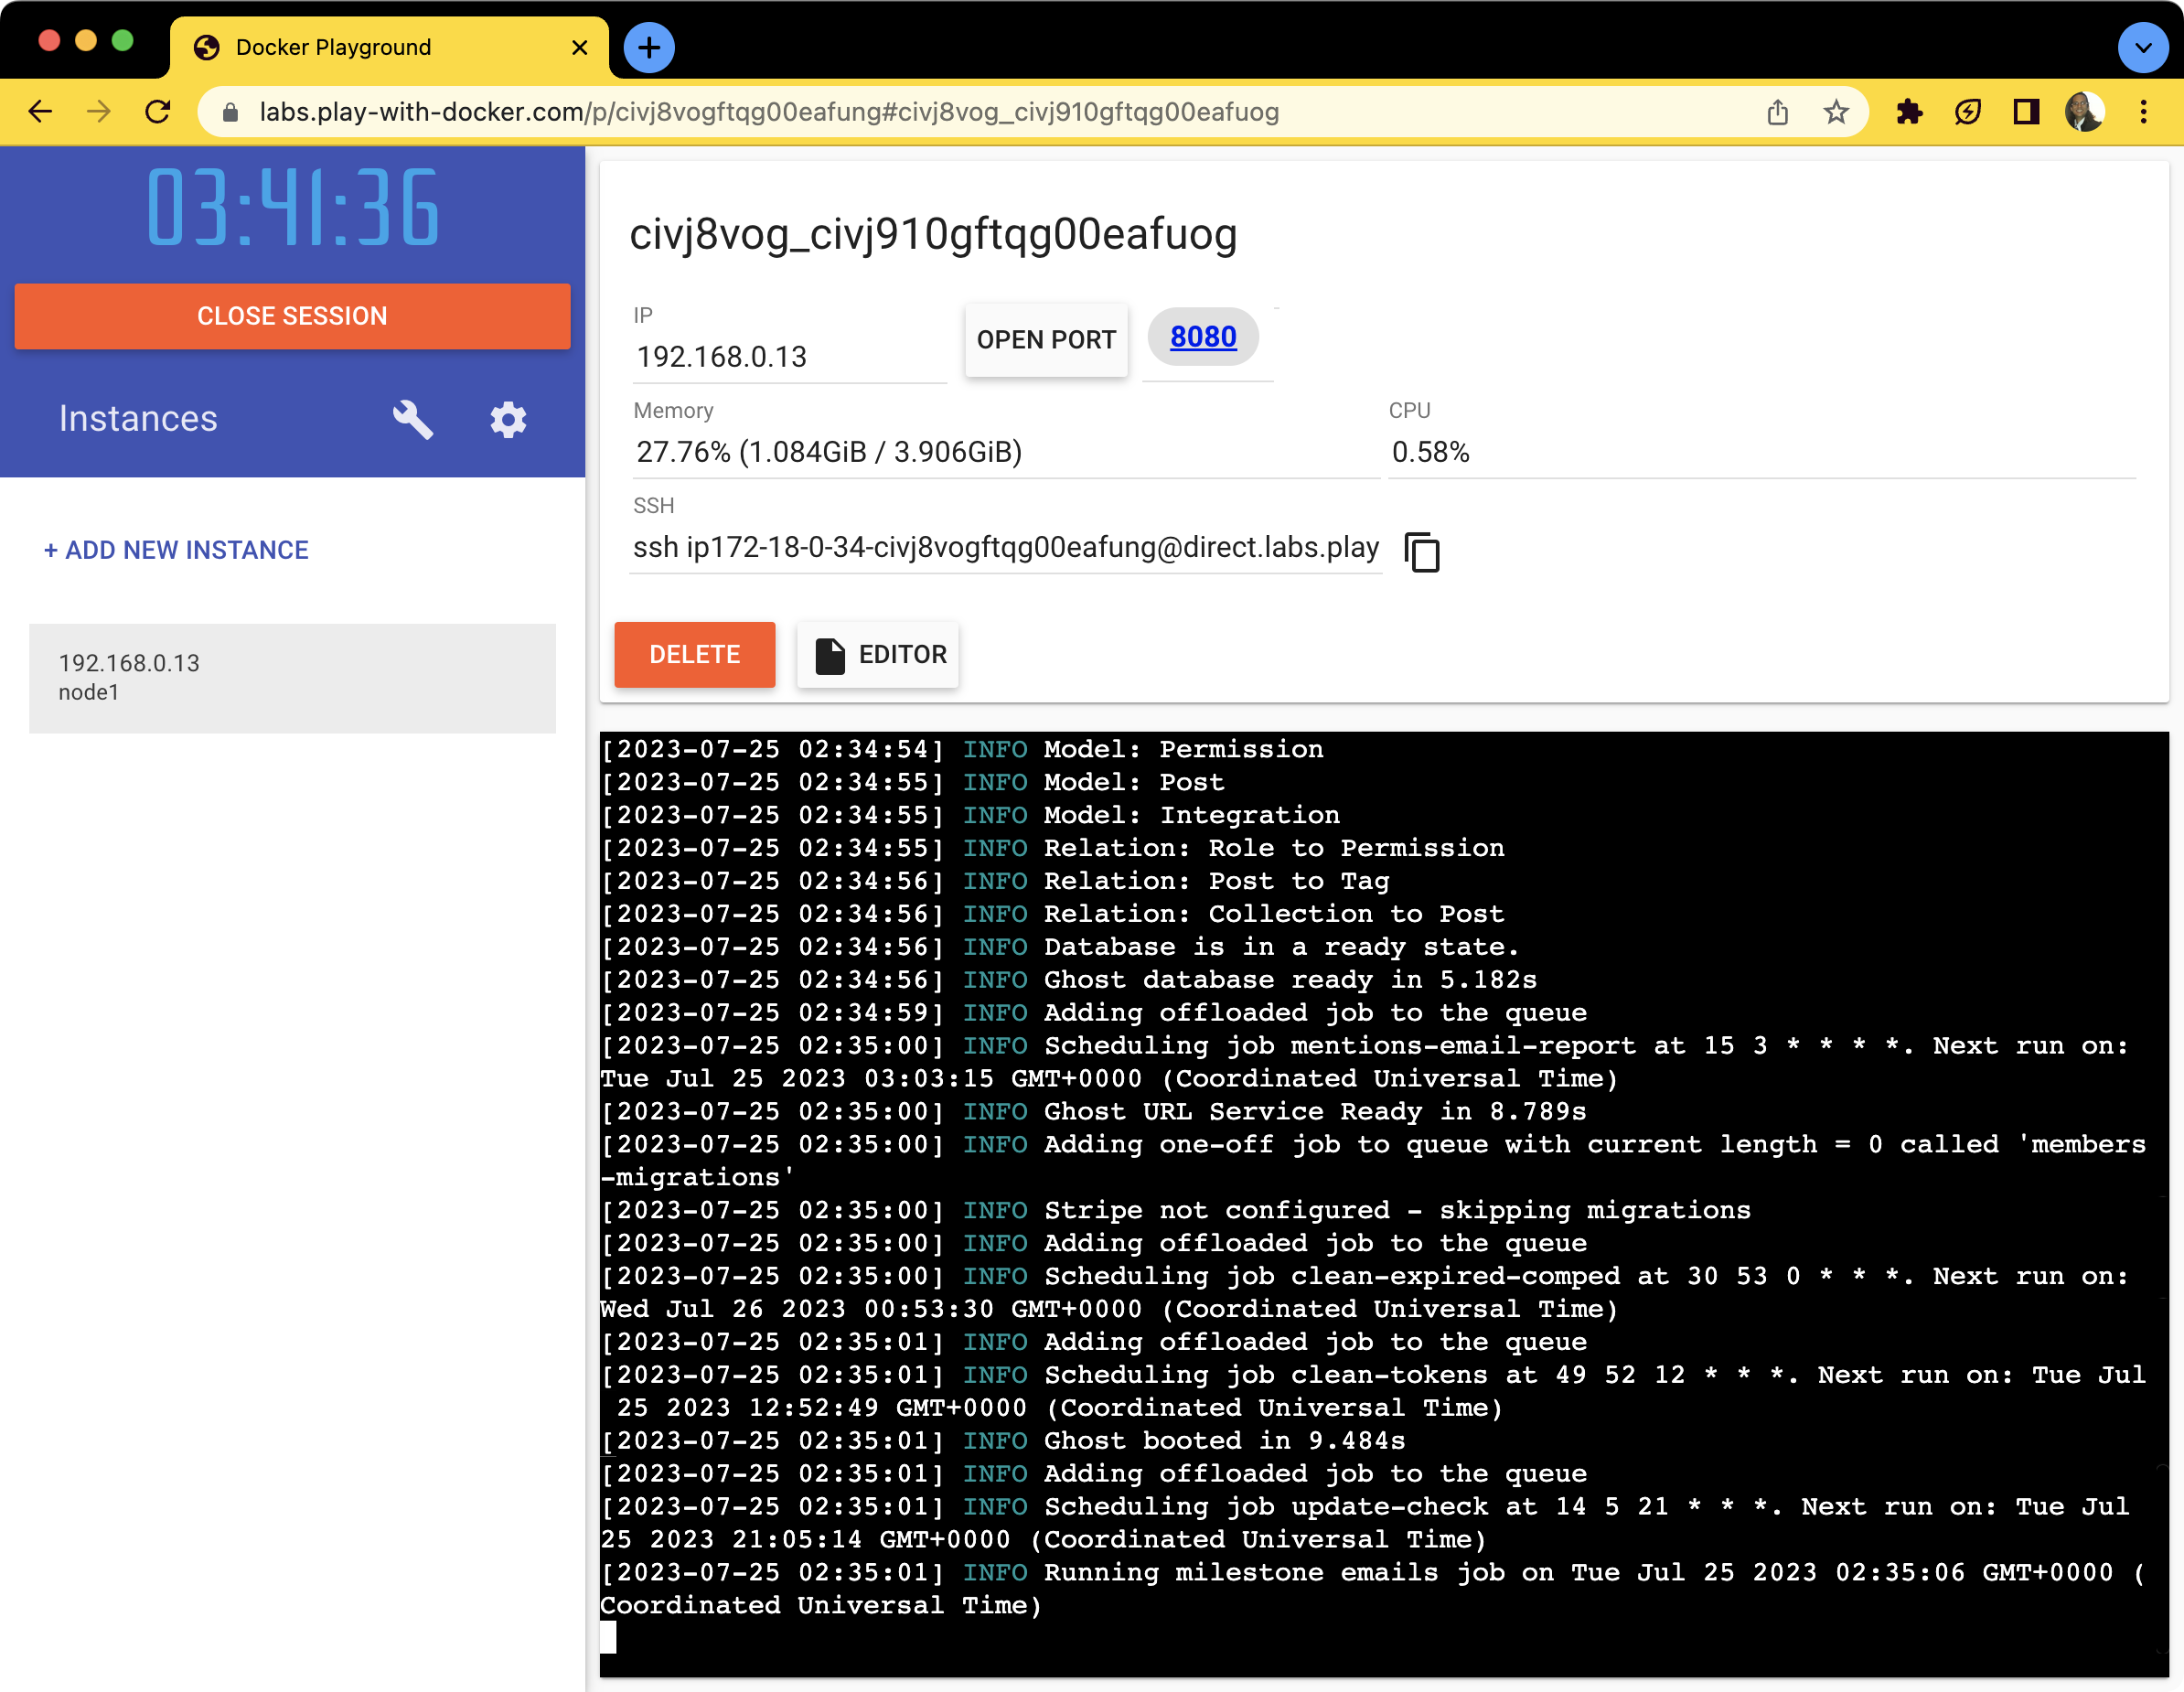 Docker Playground
labs.play-with-docker.com/p/civj8vogftqg00eafung#civj8vog_civj910gftqg00eafuog
03:41:36
CLOSE SESSION
Instances
+ ADD NEW INSTANCE
192.168.0.13
node1
civj8vog_civj910gftqg00eafuog
IP
192.168.0.13
OPEN PORT
8080
Memory
27.76% (1.084GiB / 3.906GiB)
CPU
0.58%
SSH
ssh ip172-18-0-34-civj8vogftqg00eafung@direct.labs.play
DELETE
EDITOR
[2023-07-25 02:34:54] INFO Model: Permission
[2023-07-25 02:34:55] INFO Model: Post
[2023-07-25 02:34:55] INFO Model: Integration
[2023-07-25 02:34:55] INFO Relation: Role to Permission
[2023-07-25 02:34:56] INFO Relation: Post to Tag
[2023-07-25 02:34:56] INFO Relation: Collection to Post
[2023-07-25 02:34:56] INFO Database is in a ready state.
[2023-07-25 02:34:56] INFO Ghost database ready in 5.182s
[2023-07-25 02:34:59] INFO Adding offloaded job to the queue
[2023-07-25 02:35:00] INFO Scheduling job mentions-email-report at 15 3 * * * *. Next run on:
Tue Jul 25 2023 03:03:15 GMT+0000 (Coordinated Universal Time)
[2023-07-25 02:35:00] INFO Ghost URL Service Ready in 8.789s
[2023-07-25 02:35:00] INFO Adding one-off job to queue with current length = 0 called 'members
-migrations'
[2023-07-25 02:35:00] INFO Stripe not configured - skipping migrations
[2023-07-25 02:35:00] INFO Adding offloaded job to the queue
[2023-07-25 02:35:00] INFO Scheduling job clean-expired-comped at 30 53 0 * * *. Next run on:
Wed Jul 26 2023 00:53:30 GMT+0000 (Coordinated Universal Time)
[2023-07-25 02:35:01] INFO Adding offloaded job to the queue
[2023-07-25 02:35:01] INFO Scheduling job clean-tokens at 49 52 12 * * *. Next run on: Tue Jul
25 2023 12:52:49 GMT+0000 (Coordinated Universal Time)
[2023-07-25 02:35:01] INFO Ghost booted in 9.484s
[2023-07-25 02:35:01] INFO Adding offloaded job to the queue
[2023-07-25 02:35:01] INFO Scheduling job update-check at 14 5 21 * * *. Next run on: Tue Jul
25 2023 21:05:14 GMT+0000 (Coordinated Universal Time)
[2023-07-25 02:35:01] INFO Running milestone emails job on Tue Jul 25 2023 02:35:06 GMT+0000 (
Coordinated Universal Time)